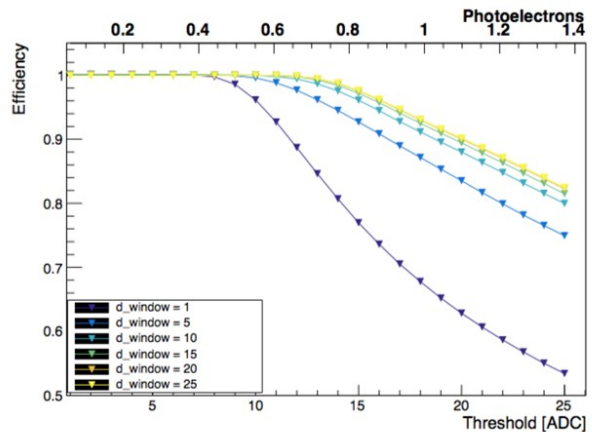 Photoelectrons
0.2 0.4 0.6 0.8 1 1.2 1.4
Efficiency
1
0.9
0.8
0.7
0.6
0.5
d_window = 1
d_window = 5
d_window = 10
d_window = 15
d_window = 20
d_window = 25
5 10 15 20 25
Threshold [ADC]